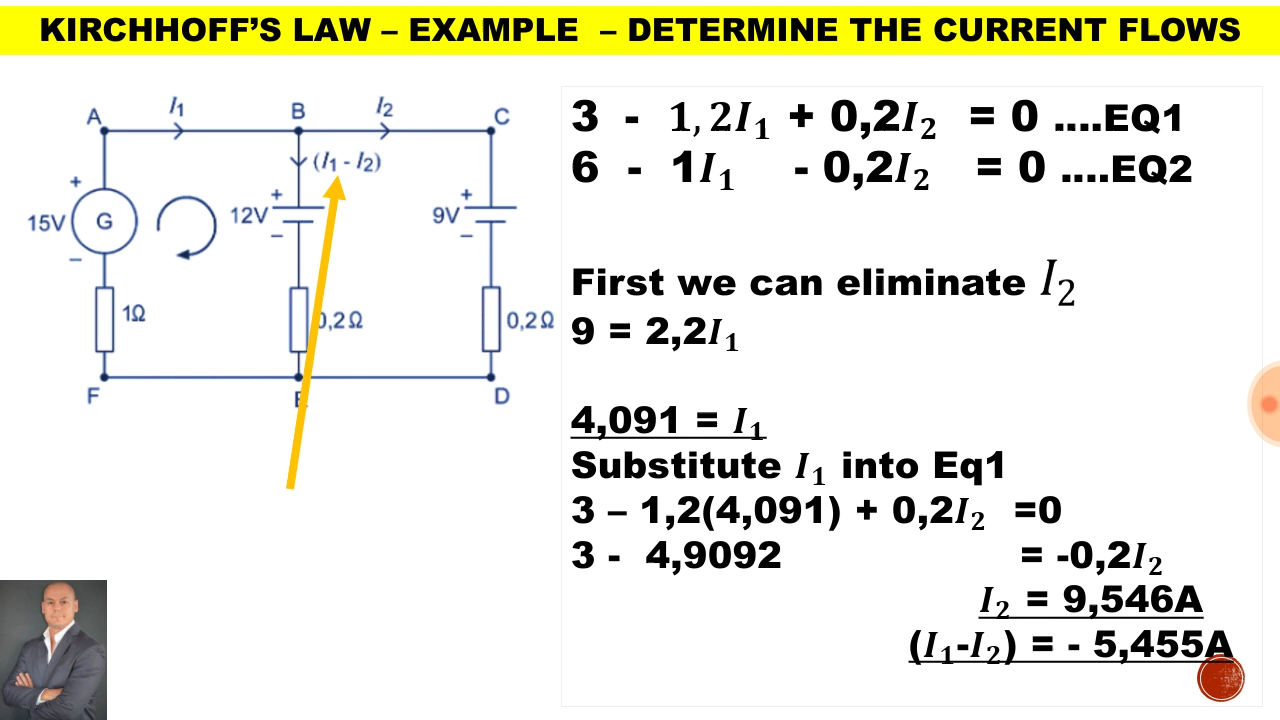 KIRCHHOFF'S LAW – EXAMPLE – DETERMINE THE CURRENT FLOWS
A
I₁
B
I₂
C
(I₁ - I₂)
+
+
+
15V
G
12V
9V
–
–
–
1Ω
0,2Ω
0,2Ω
F
E
D
3 - 1,2I₁ + 0,2I₂ = 0 ....EQ1
6 - 1I₁ - 0,2I₂ = 0 ....EQ2
First we can eliminate I₂
9 = 2,2I₁
4,091 = I₁
Substitute I₁ into Eq1
3 – 1,2(4,091) + 0,2I₂ =0
3 - 4,9092 = -0,2I₂
I₂ = 9,546A
(I₁-I₂) = - 5,455A